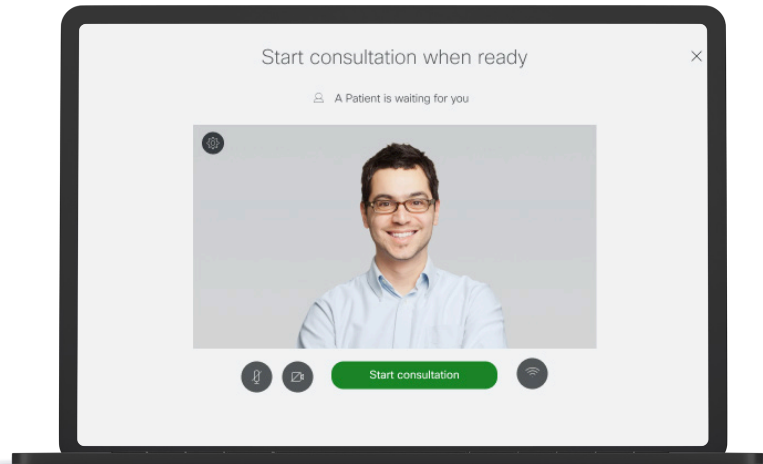 Start consultation when ready
A Patient is waiting for you
Start consultation